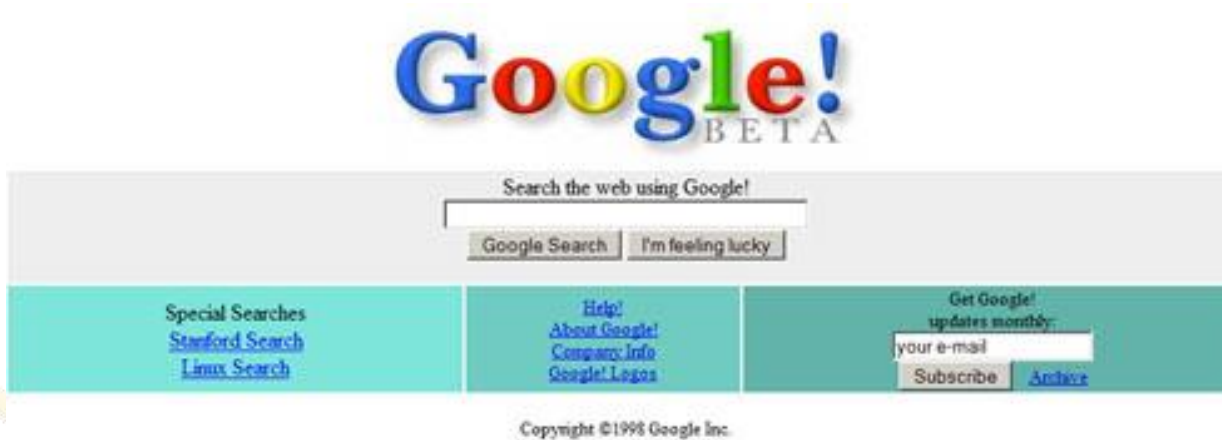 Google!
BETA
Search the web using Google!
Google Search I'm feeling lucky
Special Searches
Stanford Search
Linux Search
Help!
About Google!
Company Info
Google! Logos
Get Google!
updates monthly:
your e-mail
Subscribe Archive
Copyright ©1998 Google Inc.